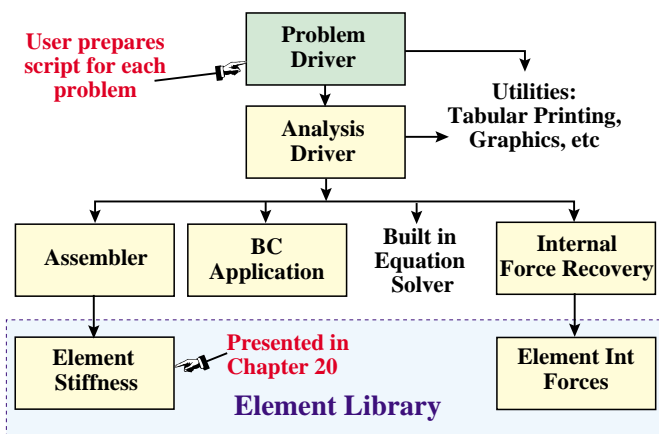 User prepares
script for each
problem
Problem
Driver
Utilities:
Tabular Printing,
Graphics, etc
Analysis
Driver
Assembler
BC
Application
Built in
Equation
Solver
Internal
Force Recovery
Element
Stiffness
Presented in
Chapter 20
Element Int
Forces
Element Library